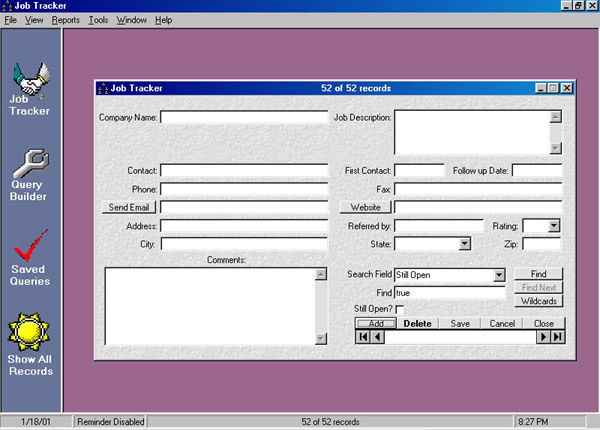 Job Tracker
File View Reports Tools Window Help
Job
Tracker
Query
Builder
Saved
Queries
Show All
Records
Job Tracker 52 of 52 records
Company Name: Job Description:
Contact: First Contact: Follow up Date:
Phone: Fax:
Send Email Website
Address: Referred by: Rating:
City: State: Zip:
Comments:
Search Field Still Open Find
Find true Find Next
Wildcards
Still Open?
Add Delete Save Cancel Close
1/18/01 Reminder Disabled 52 of 52 records 8:27 PM